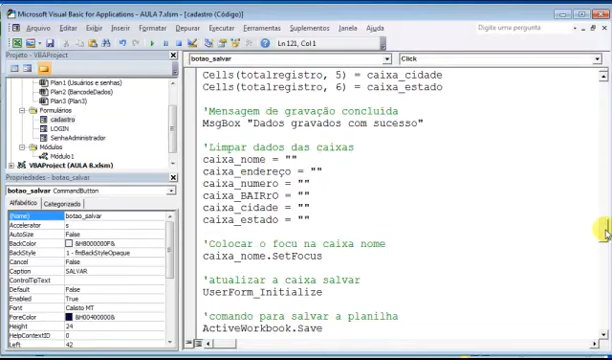 Microsoft Visual Basic for Applications - AULA 7.xlsm - [cadastro (Código)]
Arquivo Editar Exibir Inserir Formatar Depurar Executar Ferramentas Suplementos Janela Ajuda
Digite uma pergunta
Ln 121, Col 1
Projeto - VBAProject
Plan1 (Usuários e senhas)
Plan2 (BancodeDados)
Plan3 (Plan3)
Formulários
cadastro
LOGIN
SenhaAdministrador
Módulos
Módulo1
VBAProject (AULA 8.xlsm)
Propriedades - botao_salvar
botao_salvar CommandButton
Alfabético Categorizado
(Name) botao_salvar
Accelerator s
AutoSize False
BackColor &H8000000F&
BackStyle 1 - fmBackStyleOpaque
Cancel False
Caption SALVAR
ControlTipText
Default False
Enabled True
Font Calisto MT
ForeColor &H00400000&
Height 24
HelpContextID 0
Left 42
botao_salvar Click
Cells(totalregistro, 5) = caixa_cidade
Cells(totalregistro, 6) = caixa_estado
'Mensagem de gravação concluida
MsgBox "Dados gravados com sucesso"
'Limpar dados das caixas
caixa_nome = ""
caixa_endereço = ""
caixa_numero = ""
caixa_BAIRrO = ""
caixa_cidade = ""
caixa_estado = ""
'Colocar o focu na caixa nome
caixa_nome.SetFocus
'atualizar a caixa salvar
UserForm_Initialize
'comando para salvar a planilha
ActiveWorkbook.Save